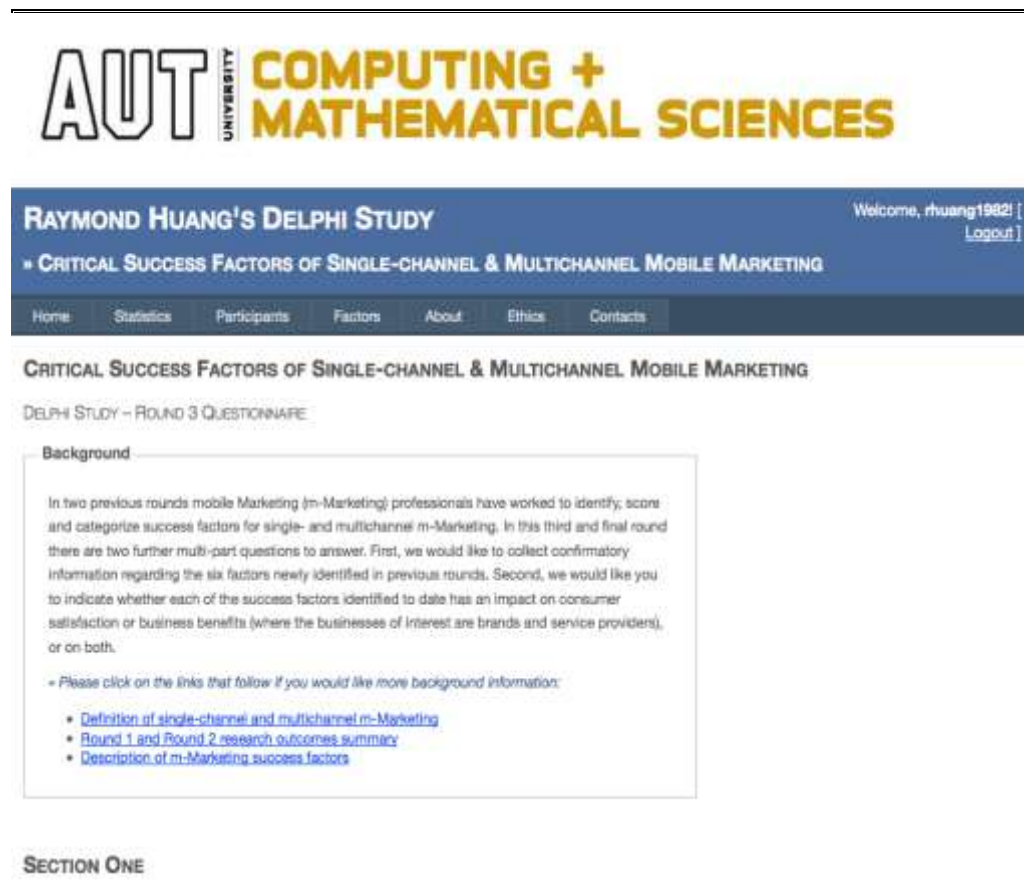 AUT UNIVERSITY COMPUTING +
MATHEMATICAL SCIENCES
RAYMOND HUANG'S DELPHI STUDY
Welcome, rhuang1982! [
Logout ]
» CRITICAL SUCCESS FACTORS OF SINGLE-CHANNEL & MULTICHANNEL MOBILE MARKETING
Home Statistics Participants Factors About Ethics Contacts
CRITICAL SUCCESS FACTORS OF SINGLE-CHANNEL & MULTICHANNEL MOBILE MARKETING
DELPHI STUDY – ROUND 3 QUESTIONNAIRE
Background
In two previous rounds mobile Marketing (m-Marketing) professionals have worked to identify, score
and categorize success factors for single- and multichannel m-Marketing. In this third and final round
there are two further multi-part questions to answer. First, we would like to collect confirmatory
information regarding the six factors newly identified in previous rounds. Second, we would like you
to indicate whether each of the success factors identified to date has an impact on consumer
satisfaction or business benefits (where the businesses of interest are brands and service providers),
or on both.
» Please click on the links that follow if you would like more background information:
• Definition of single-channel and multichannel m-Marketing
• Round 1 and Round 2 research outcomes summary
• Description of m-Marketing success factors
SECTION ONE